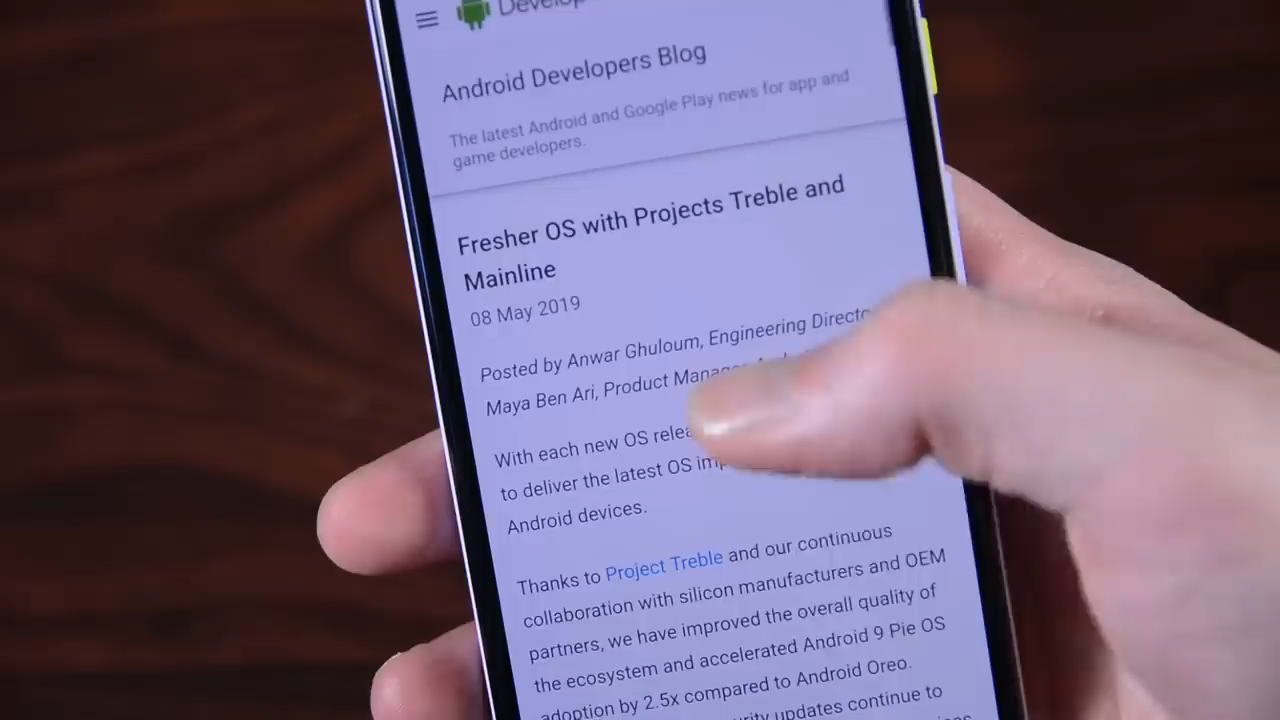 Android Developers Blog
The latest Android and Google Play news for app and
game developers.
Fresher OS with Projects Treble and
Mainline
08 May 2019
Posted by Anwar Ghuloum, Engineering
Maya Ben Ari, Product
With each new OS
to deliver the latest OS
Android devices.
Thanks to Project Treble and our continuous
collaboration with silicon manufacturers and OEM
partners, we have improved the overall quality of
the ecosystem and accelerated Android 9 Pie OS
adoption by 2.5x compared to Android Oreo.
updates continue to